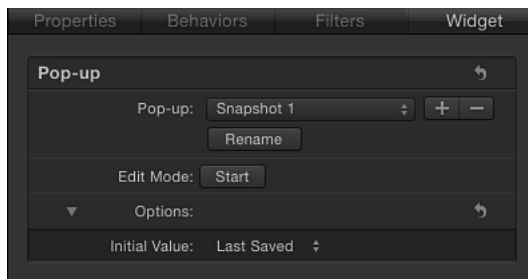 Properties Behaviors Filters Widget
Pop-up
Pop-up: Snapshot 1 + −
Rename
Edit Mode: Start
Options:
Initial Value: Last Saved